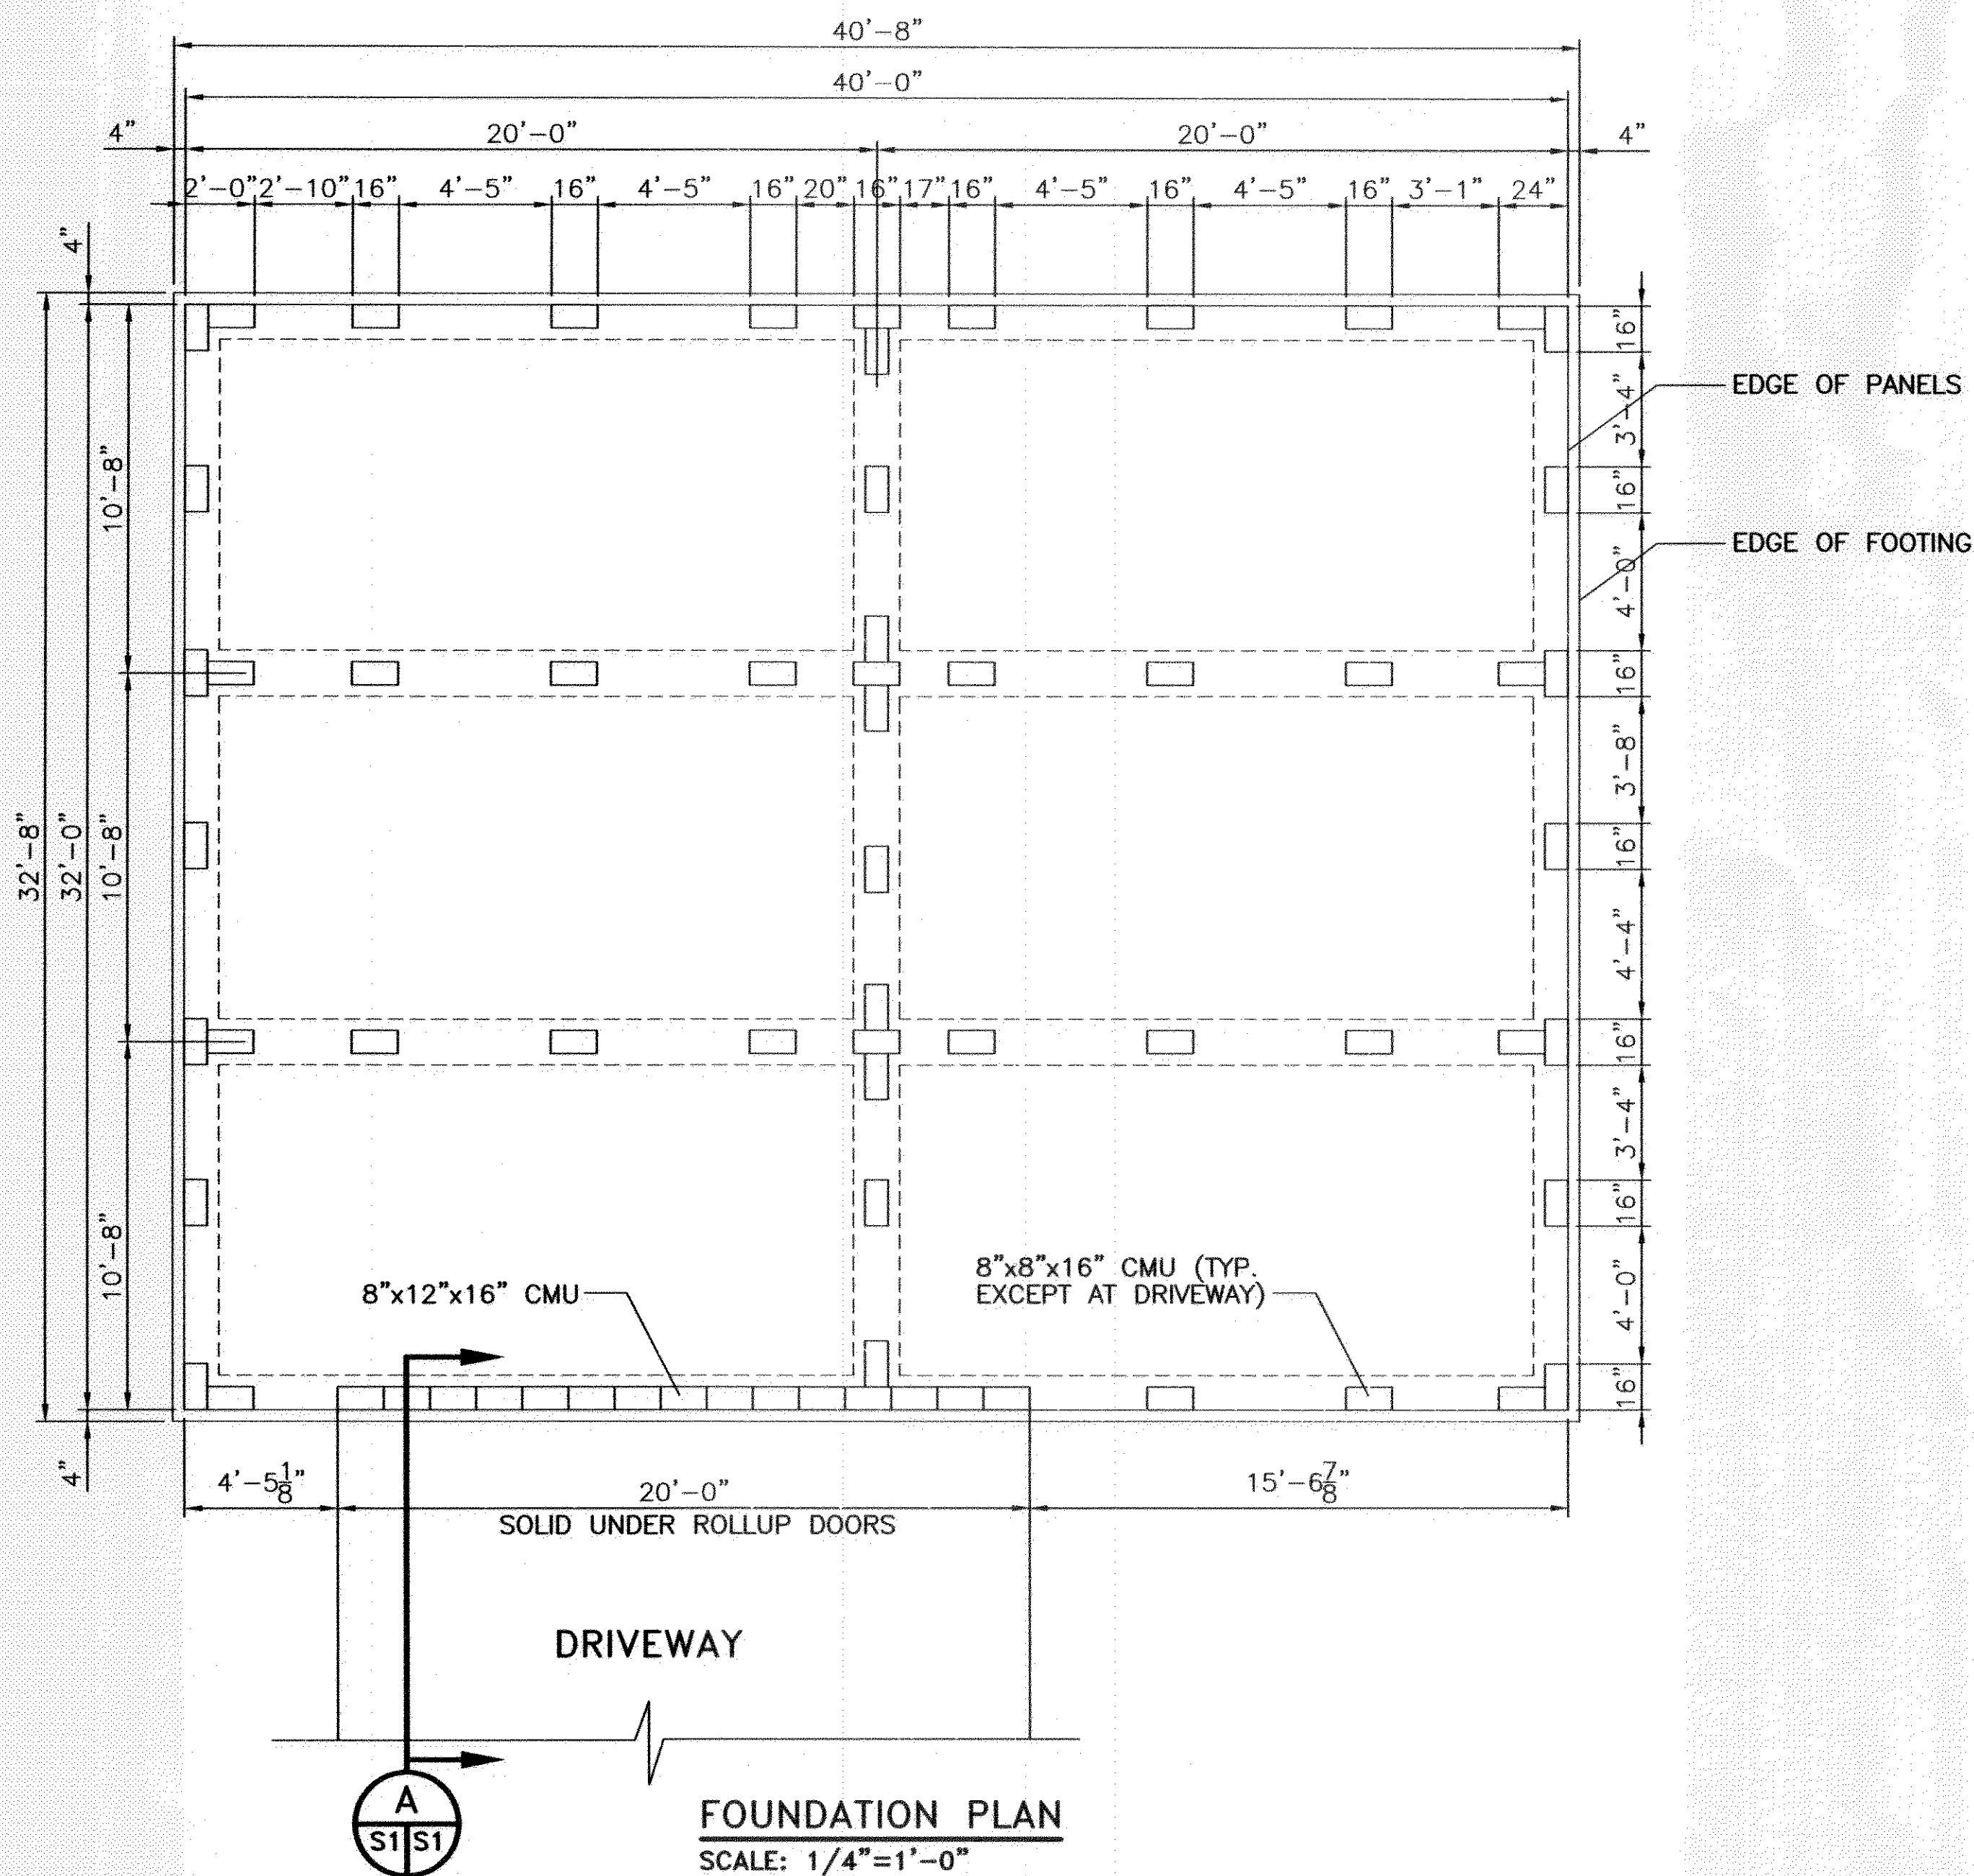 40'-8"
40'-0"
4" 20'-0" 20'-0" 4"
2'-0" 2'-10" 16" 4'-5" 16" 4'-5" 16" 20" 16" 17" 16" 4'-5" 16" 4'-5" 16" 3'-1" 24"
4"
32'-8"
32'-0"
10'-8"
10'-8"
10'-8"
4"
16"
3'-4"
16"
4'-0"
16"
3'-8"
16"
4'-4"
16"
3'-4"
16"
4'-0"
16"
EDGE OF PANELS
EDGE OF FOOTING
8"x12"x16" CMU
8"x8"x16" CMU (TYP.
EXCEPT AT DRIVEWAY)
4'-5 1/8" 20'-0" 15'-6 7/8"
SOLID UNDER ROLLUP DOORS
DRIVEWAY
A
S1 S1
FOUNDATION PLAN
SCALE: 1/4"=1'-0"